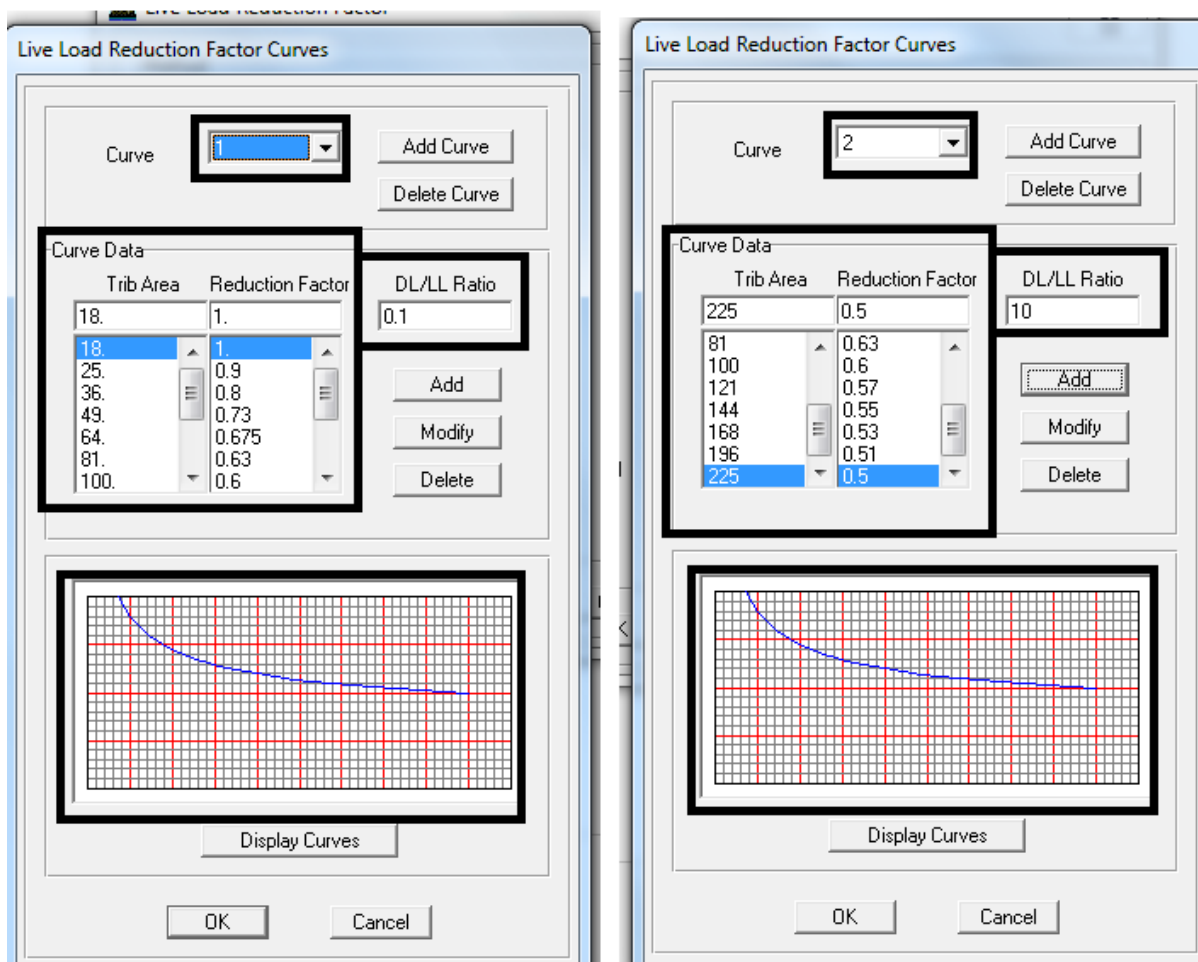 Live Load Reduction Factor
Live Load Reduction Factor Curves
Curve
1
Add Curve
Delete Curve
Curve Data
Trib Area Reduction Factor
DL/LL Ratio
18. 1.
0.1
18. 1.
25. 0.9
36. 0.8
49. 0.73
64. 0.675
81. 0.63
100. 0.6
Add
Modify
Delete
Display Curves
OK Cancel
Live Load Reduction Factor Curves
Curve
2
Add Curve
Delete Curve
Curve Data
Trib Area Reduction Factor
DL/LL Ratio
225 0.5
10
81 0.63
100 0.6
121 0.57
144 0.55
168 0.53
196 0.51
225 0.5
Add
Modify
Delete
Display Curves
OK Cancel